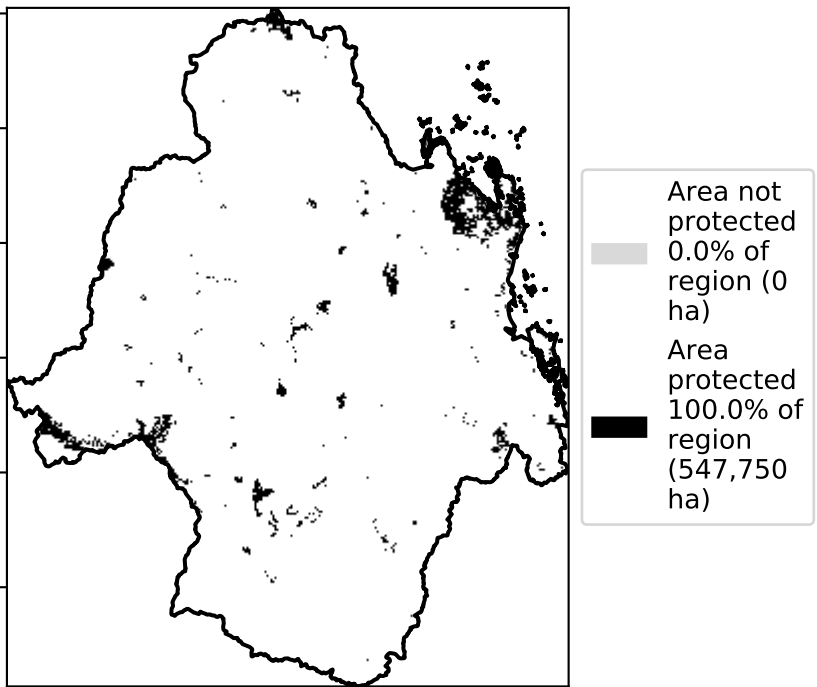 Area not
protected
0.0% of
region (0
ha)
Area
protected
100.0% of
region
(547,750
ha)